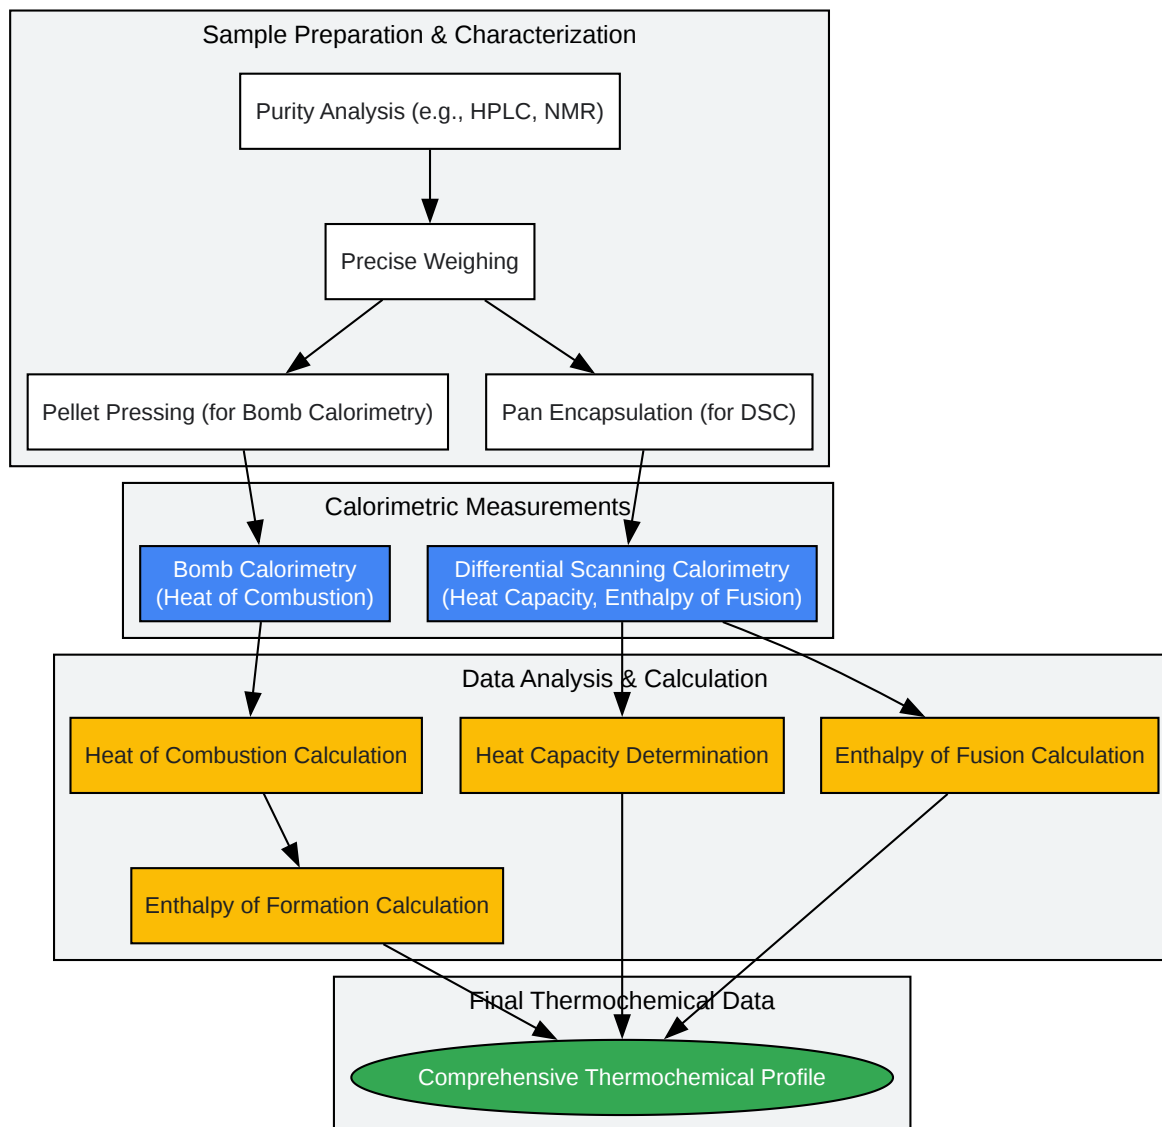 Sample Preparation & Characterization
Purity Analysis (e.g., HPLC, NMR)
Precise Weighing
Pellet Pressing (for Bomb Calorimetry)
Pan Encapsulation (for DSC)
Calorimetric Measurements
Bomb Calorimetry
(Heat of Combustion)
Differential Scanning Calorimetry
(Heat Capacity, Enthalpy of Fusion)
Data Analysis & Calculation
Heat of Combustion Calculation
Heat Capacity Determination
Enthalpy of Fusion Calculation
Enthalpy of Formation Calculation
Final Thermochemical Data
Comprehensive Thermochemical Profile